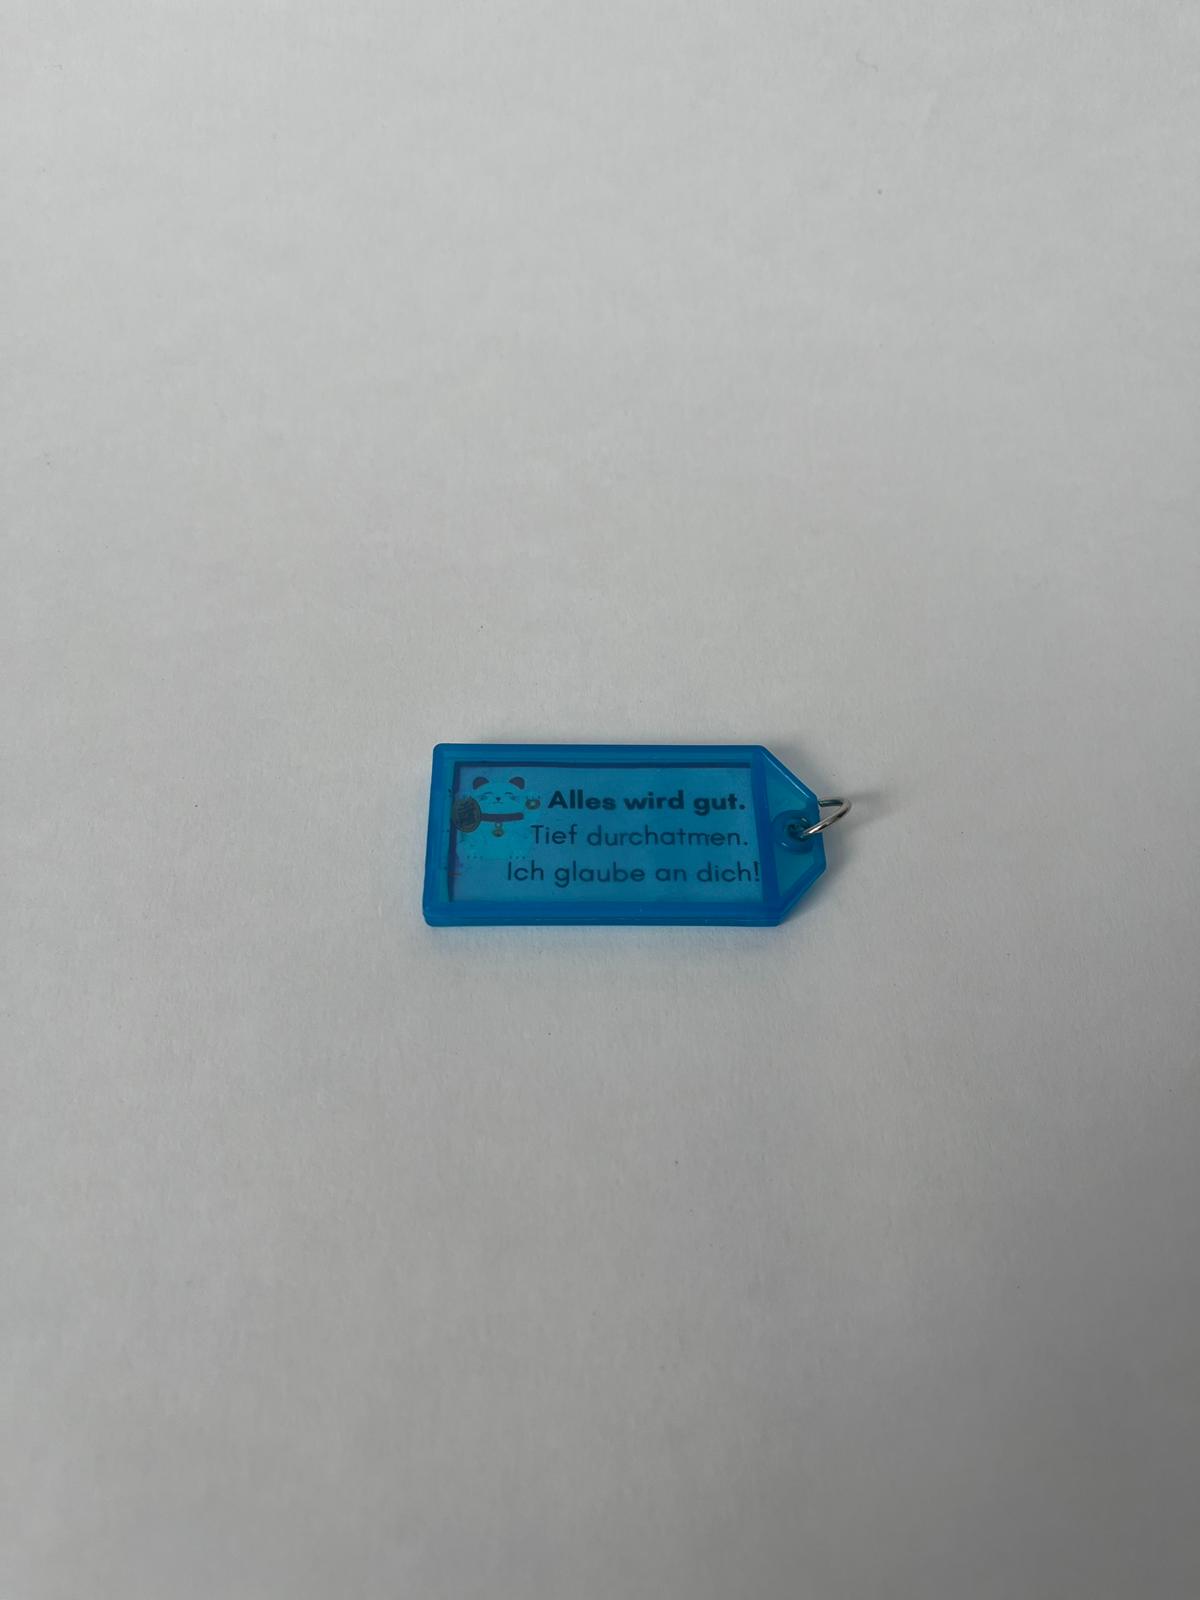 Alles wird gut.
Tief durchatmen.
Ich glaube an dich!